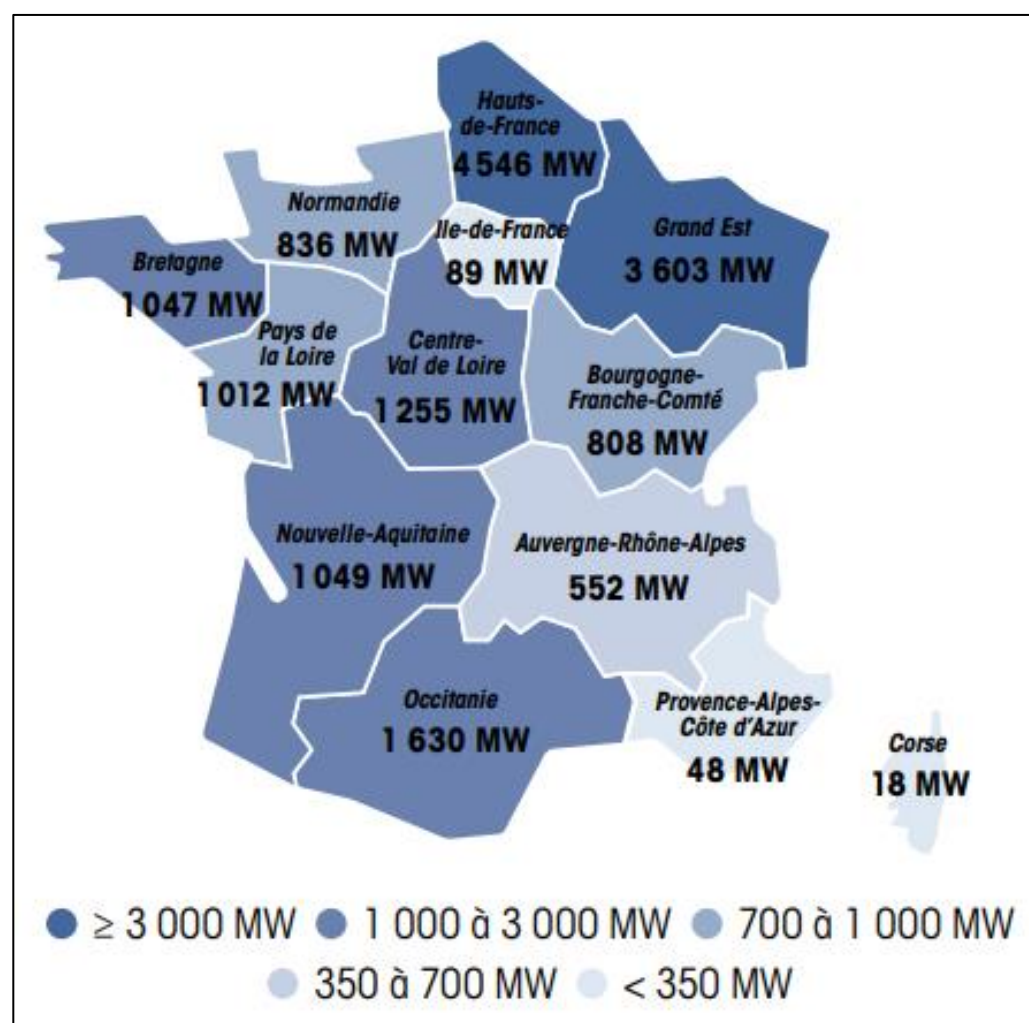 Hauts-
de-France
4 546 MW
Normandie
836 MW
Ile-de-France
89 MW
Grand Est
3 603 MW
Bretagne
1 047 MW
Pays de
la Loire
1 012 MW
Centre-
Val de Loire
1 255 MW
Bourgogne-
Franche-Comté
808 MW
Nouvelle-Aquitaine
1 049 MW
Auvergne-Rhône-Alpes
552 MW
Occitanie
1 630 MW
Provence-Alpes-
Côte d'Azur
48 MW
Corse
18 MW
≥ 3 000 MW 1 000 à 3 000 MW 700 à 1 000 MW
350 à 700 MW < 350 MW